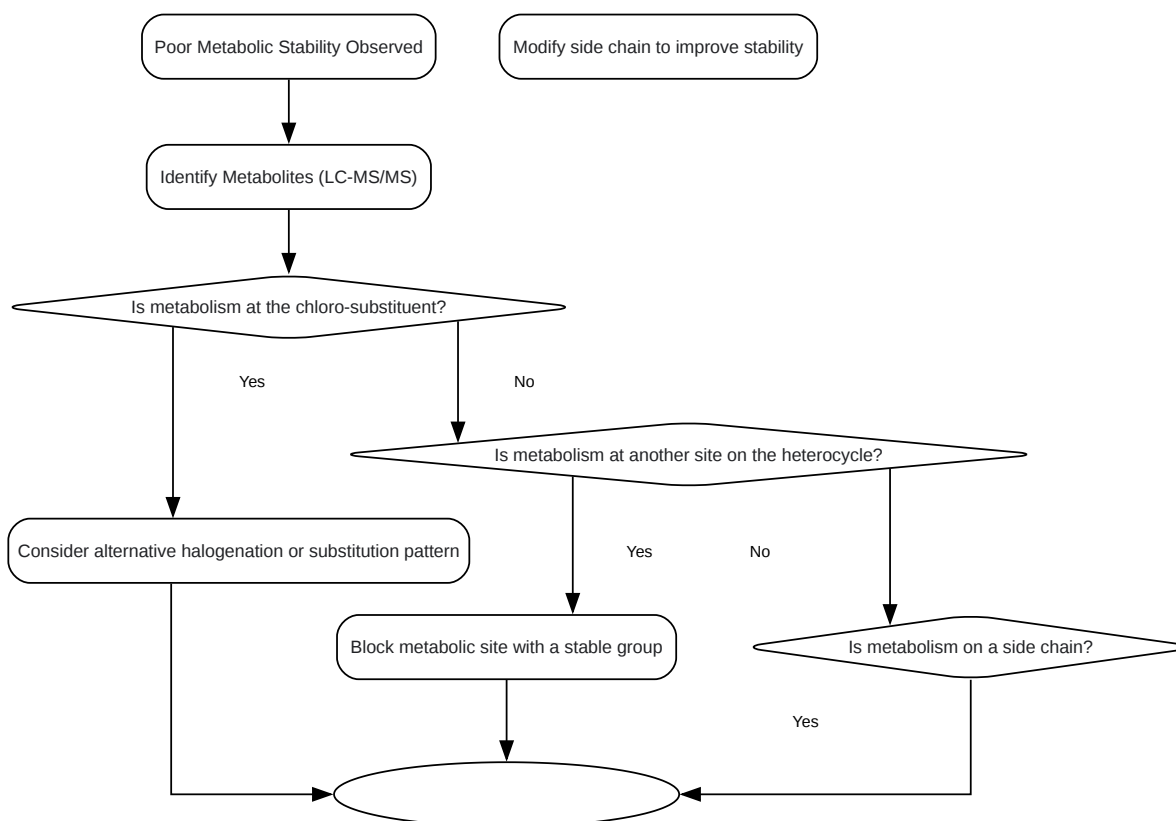 Poor Metabolic Stability Observed
Modify side chain to improve stability
Identify Metabolites (LC-MS/MS)
Is metabolism at the chloro-substituent?
Yes
No
Is metabolism at another site on the heterocycle?
Consider alternative halogenation or substitution pattern
Yes
No
Block metabolic site with a stable group
Is metabolism on a side chain?
Yes